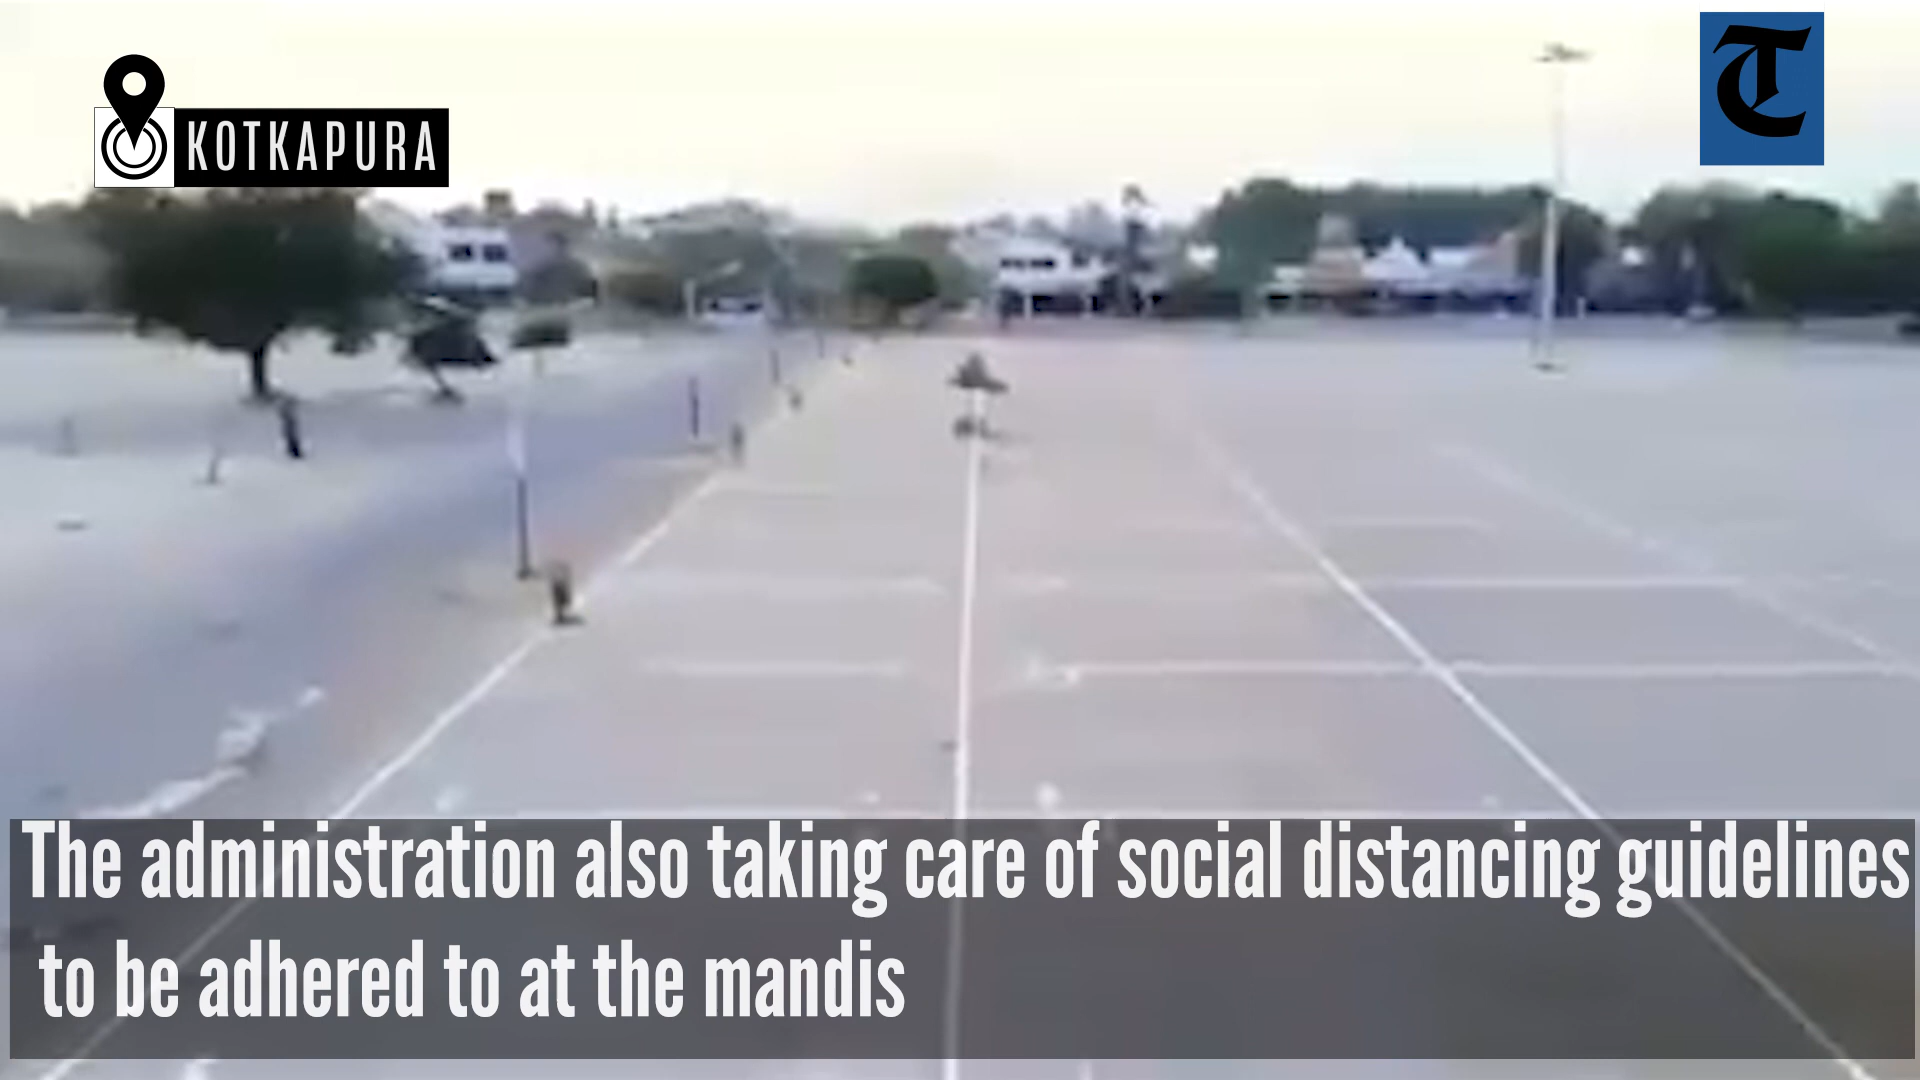 KOTKAPURA
T
The administration also taking care of social distancing guidelines
to be adhered to at the mandis